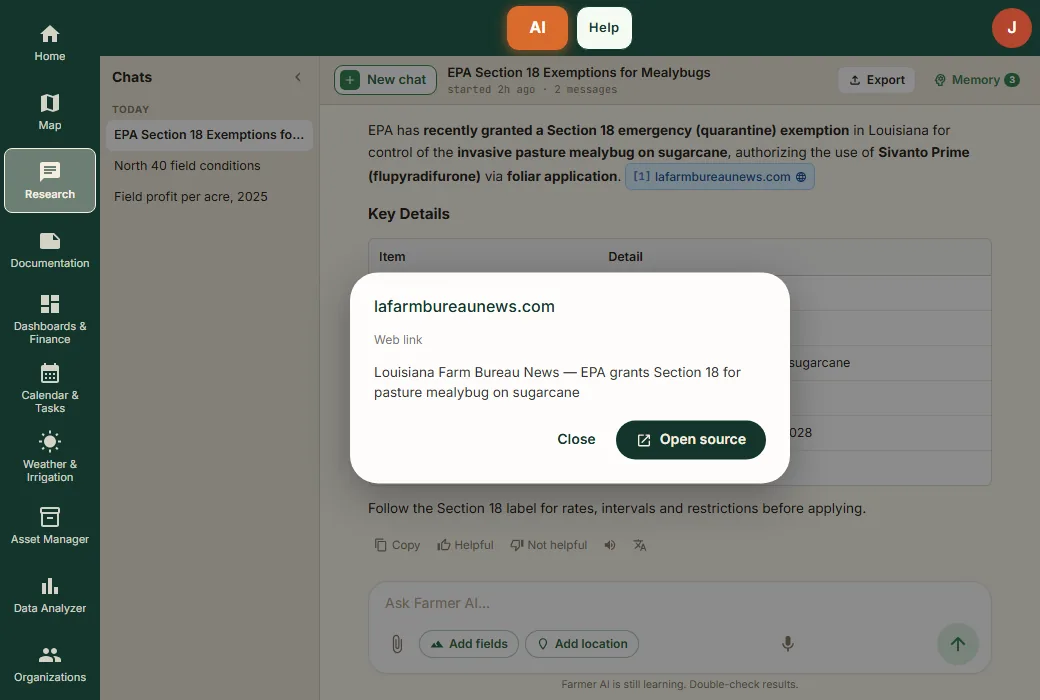 AI
Help
J
Home
Map
Research
Documentation
Dashboards &
Finance
Calendar &
Tasks
Weather &
Irrigation
Asset Manager
Data Analyzer
Organizations
Chats
TODAY
EPA Section 18 Exemptions fo...
North 40 field conditions
Field profit per acre, 2025
New chat
EPA Section 18 Exemptions for Mealybugs
started 2h ago · 2 messages
Export
Memory 3
EPA has recently granted a Section 18 emergency (quarantine) exemption in Louisiana for
control of the invasive pasture mealybug on sugarcane, authorizing the use of Sivanto Prime
(flupyradifurone) via foliar application. [1] lafarmbureaunews.com
Key Details
Item Detail
sugarcane
028
lafarmbureaunews.com
Web link
Louisiana Farm Bureau News — EPA grants Section 18 for
pasture mealybug on sugarcane
Close
Open source
Follow the Section 18 label for rates, intervals and restrictions before applying.
Copy Helpful Not helpful
Ask Farmer AI...
Add fields Add location
Farmer AI is still learning. Double-check results.